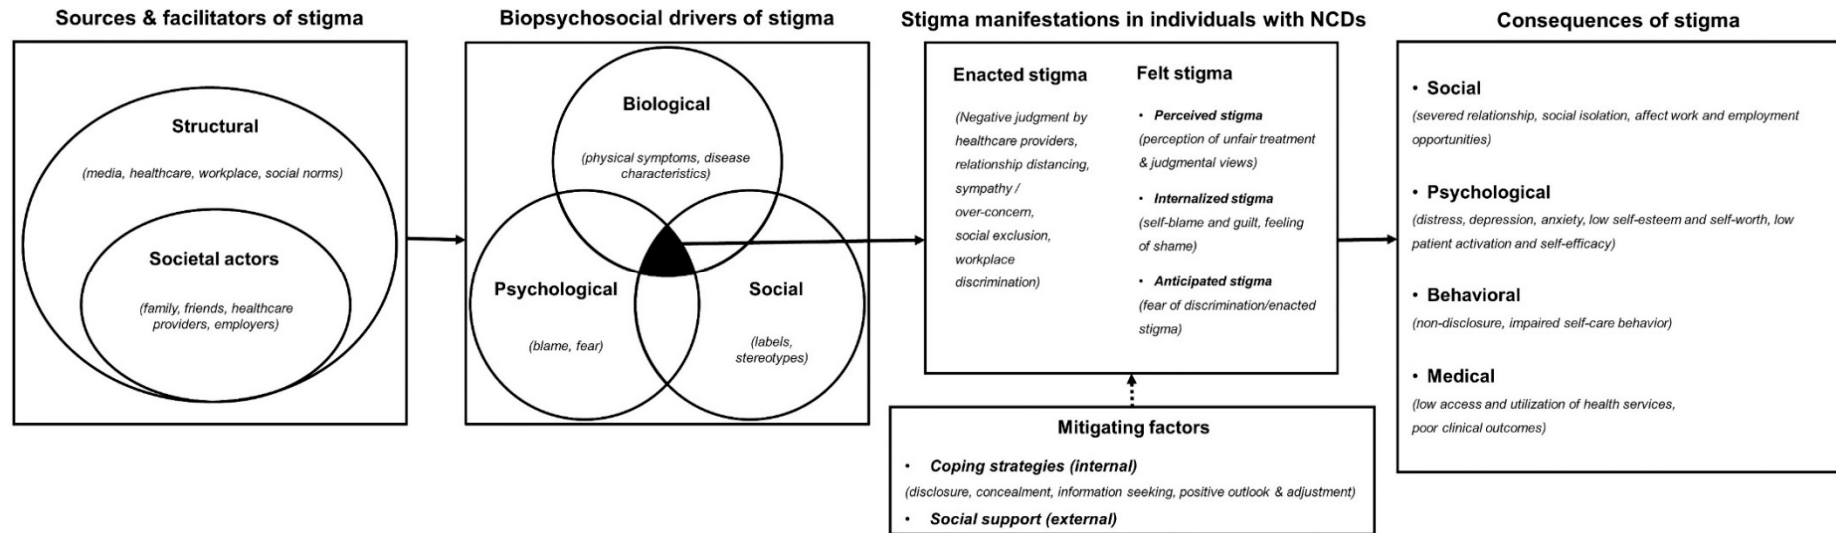 Sources & facilitators of stigma
Structural
(media, healthcare, workplace, social norms)
Societal actors
(family, friends, healthcare
providers, employers)
Biopsychosocial drivers of stigma
Biological
(physical symptoms, disease
characteristics)
Psychological
(blame, fear)
Social
(labels,
stereotypes)
Stigma manifestations in individuals with NCDs
Enacted stigma
(Negative judgment by
healthcare providers,
relationship distancing,
sympathy /
over-concern,
social exclusion,
workplace
discrimination)
Felt stigma
• Perceived stigma
(perception of unfair treatment
& judgmental views)
• Internalized stigma
(self-blame and guilt, feeling
of shame)
• Anticipated stigma
(fear of discrimination/enacted
stigma)
Mitigating factors
• Coping strategies (internal)
(disclosure, concealment, information seeking, positive outlook & adjustment)
• Social support (external)
Consequences of stigma
• Social
(severed relationship, social isolation, affect work and employment
opportunities)
• Psychological
(distress, depression, anxiety, low self-esteem and self-worth, low
patient activation and self-efficacy)
• Behavioral
(non-disclosure, impaired self-care behavior)
• Medical
(low access and utilization of health services,
poor clinical outcomes)